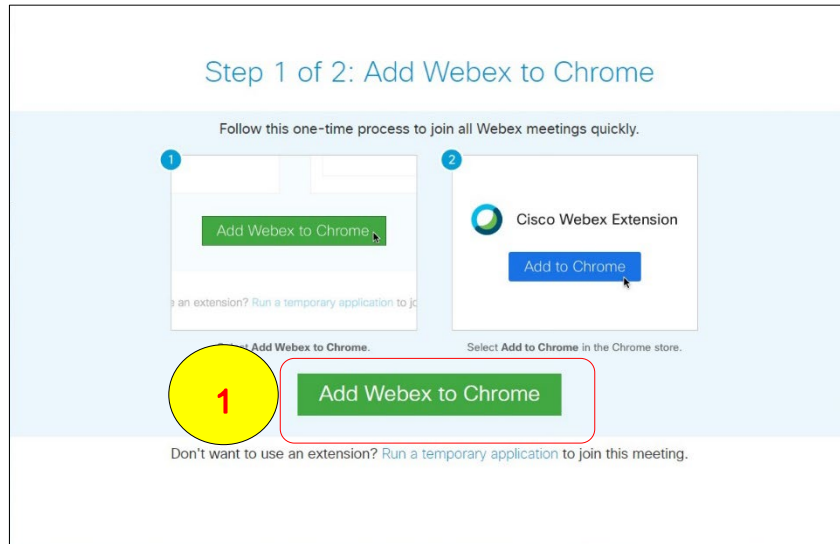 Step 1 of 2: Add Webex to Chrome
Follow this one-time process to join all Webex meetings quickly.
1
Add Webex to Chrome
an extension? Run a temporary application to jo
Select Add Webex to Chrome.
2
Cisco Webex Extension
Add to Chrome
Select Add to Chrome in the Chrome store.
1
Add Webex to Chrome
Don't want to use an extension? Run a temporary application to join this meeting.